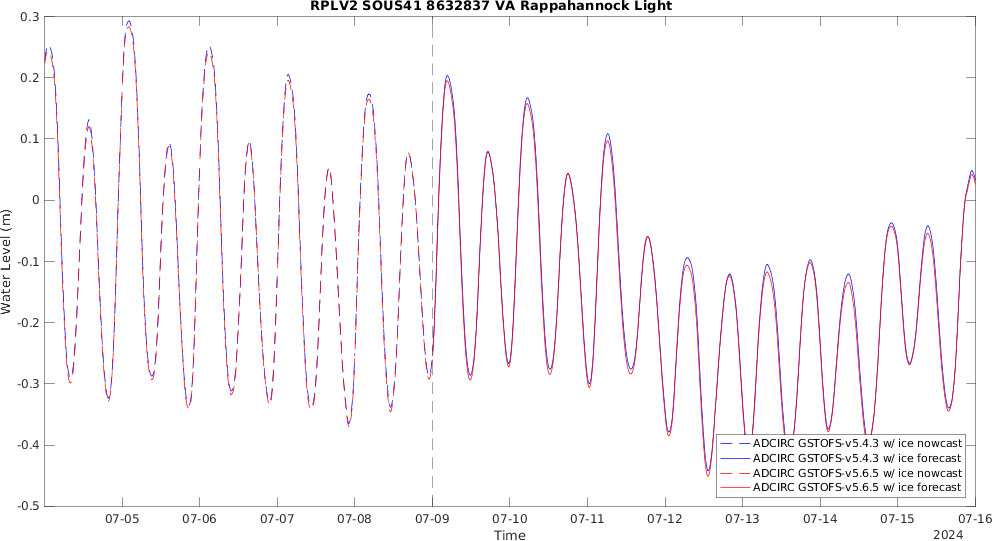 RPLV2 SOUS41 8632837 VA Rappahannock Light
0.3
0.2
0.1
0
-0.1
-0.2
-0.3
-0.4
-0.5
Water Level (m)
ADCIRC GSTOFS-v5.4.3 w/ ice nowcast
ADCIRC GSTOFS-v5.4.3 w/ ice forecast
ADCIRC GSTOFS-v5.6.5 w/ ice nowcast
ADCIRC GSTOFS-v5.6.5 w/ ice forecast
07-05 07-06 07-07 07-08 07-09 07-10 07-11 07-12 07-13 07-14 07-15 07-16
Time
2024